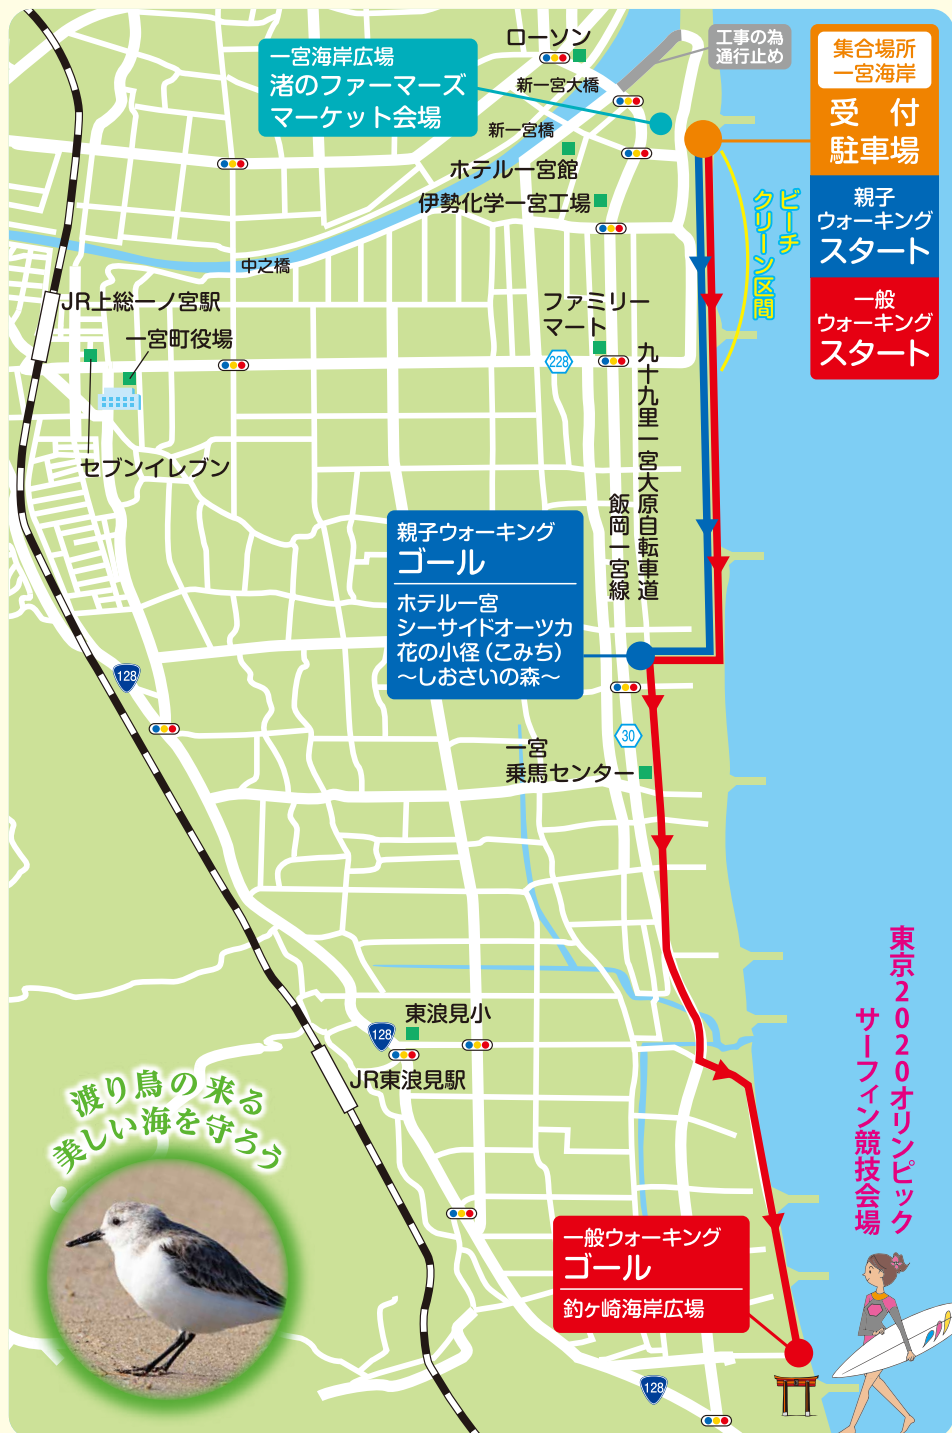 ローソン
工事の為
通行止め
集合場所
一宮海岸
受　付
駐車場
一宮海岸広場
渚のファーマーズ
マーケット会場
新一宮大橋
新一宮橋
ホテル一宮館
伊勢化学一宮工場
親子
ウォーキング
スタート
ビーチ
クリーン区間
中之橋
JR上総一ノ宮駅
一宮町役場
ファミリー
マート
一般
ウォーキング
スタート
228
九十九里一宮大原自転車道
飯岡一宮線
セブンイレブン
親子ウォーキング
ゴール
ホテル一宮
シーサイドオーツカ
花の小径（こみち）
～しおさいの森～
128
30
一宮
乗馬センター
東京2020オリンピック
サーフィン競技会場
東浪見小
128
JR東浪見駅
渡り鳥の来る
美しい海を守ろう
一般ウォーキング
ゴール
釣ヶ崎海岸広場
128